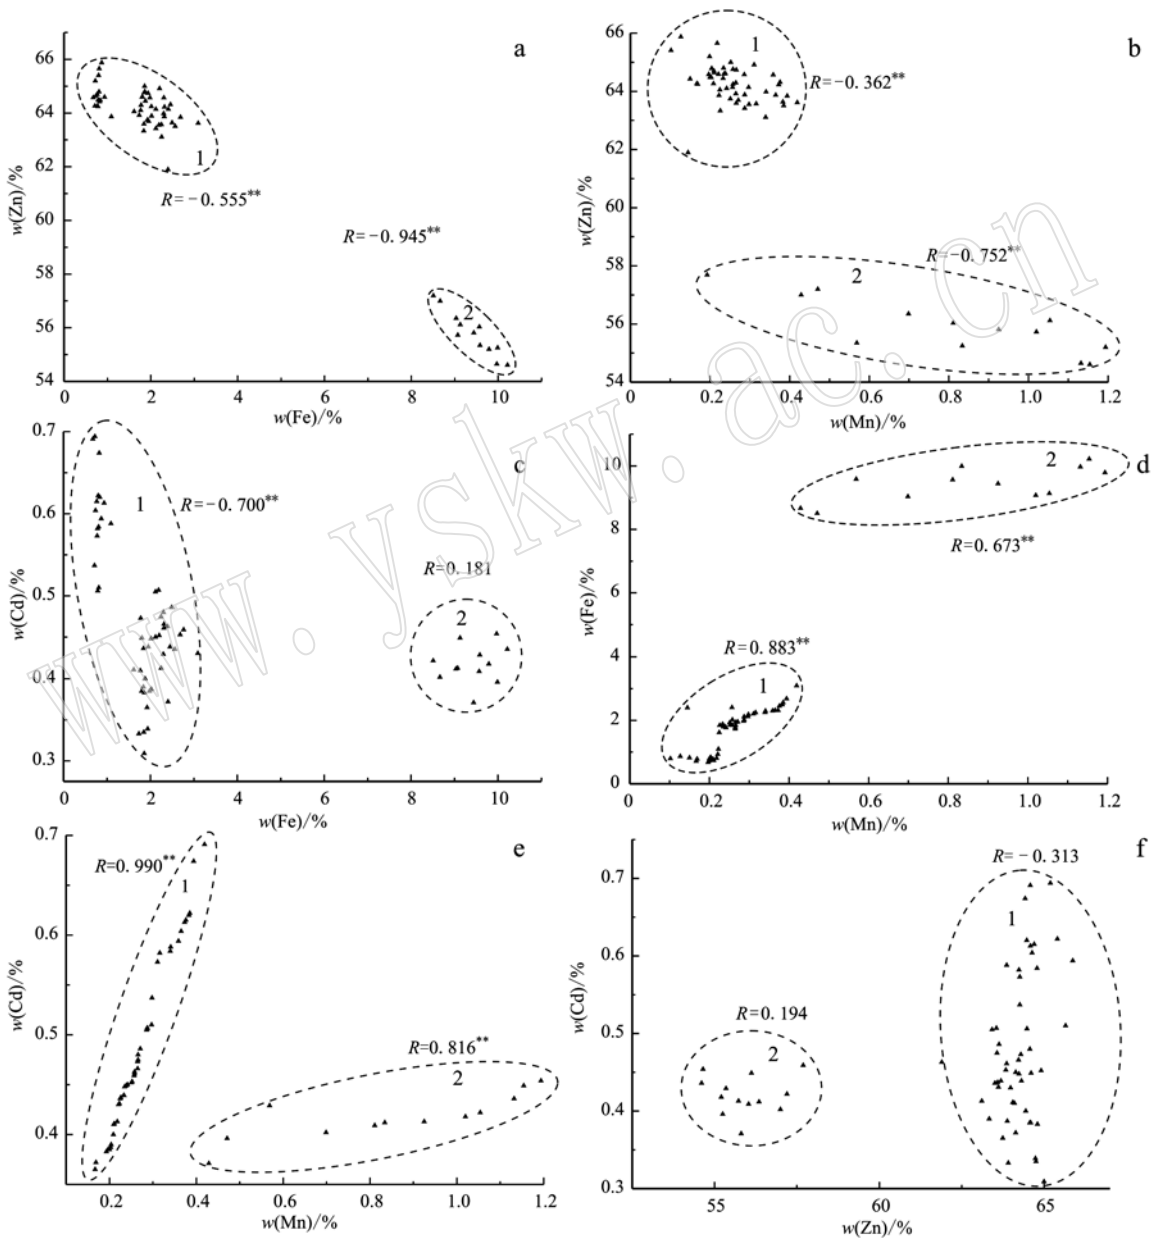 a
66
64
62
60
58
56
54
0
2
4
6
8
10
w(Zn)/%
w(Fe)/%
1
R=−0.555**
R=−0.945**
2
b
66
64
62
60
58
56
54
0
0.2
0.4
0.6
0.8
1.0
1.2
w(Zn)/%
w(Mn)/%
1
R=−0.362**
R=−0.752**
2
c
0.7
0.6
0.5
0.4
0.3
0
2
4
6
8
10
w(Cd)/%
w(Fe)/%
1
R=−0.700**
R=0.181
2
d
10
8
6
4
2
0
0
0.2
0.4
0.6
0.8
1.0
1.2
w(Fe)/%
w(Mn)/%
2
R=0.673**
R=0.883**
1
e
0.7
0.6
0.5
0.4
0.2
0.4
0.6
0.8
1.0
1.2
w(Cd)/%
w(Mn)/%
R=0.990**
1
R=0.816**
2
f
0.7
0.6
0.5
0.4
0.3
55
60
65
w(Cd)/%
w(Zn)/%
R=−0.313
1
R=0.194
2
www.yskw.ac.cn